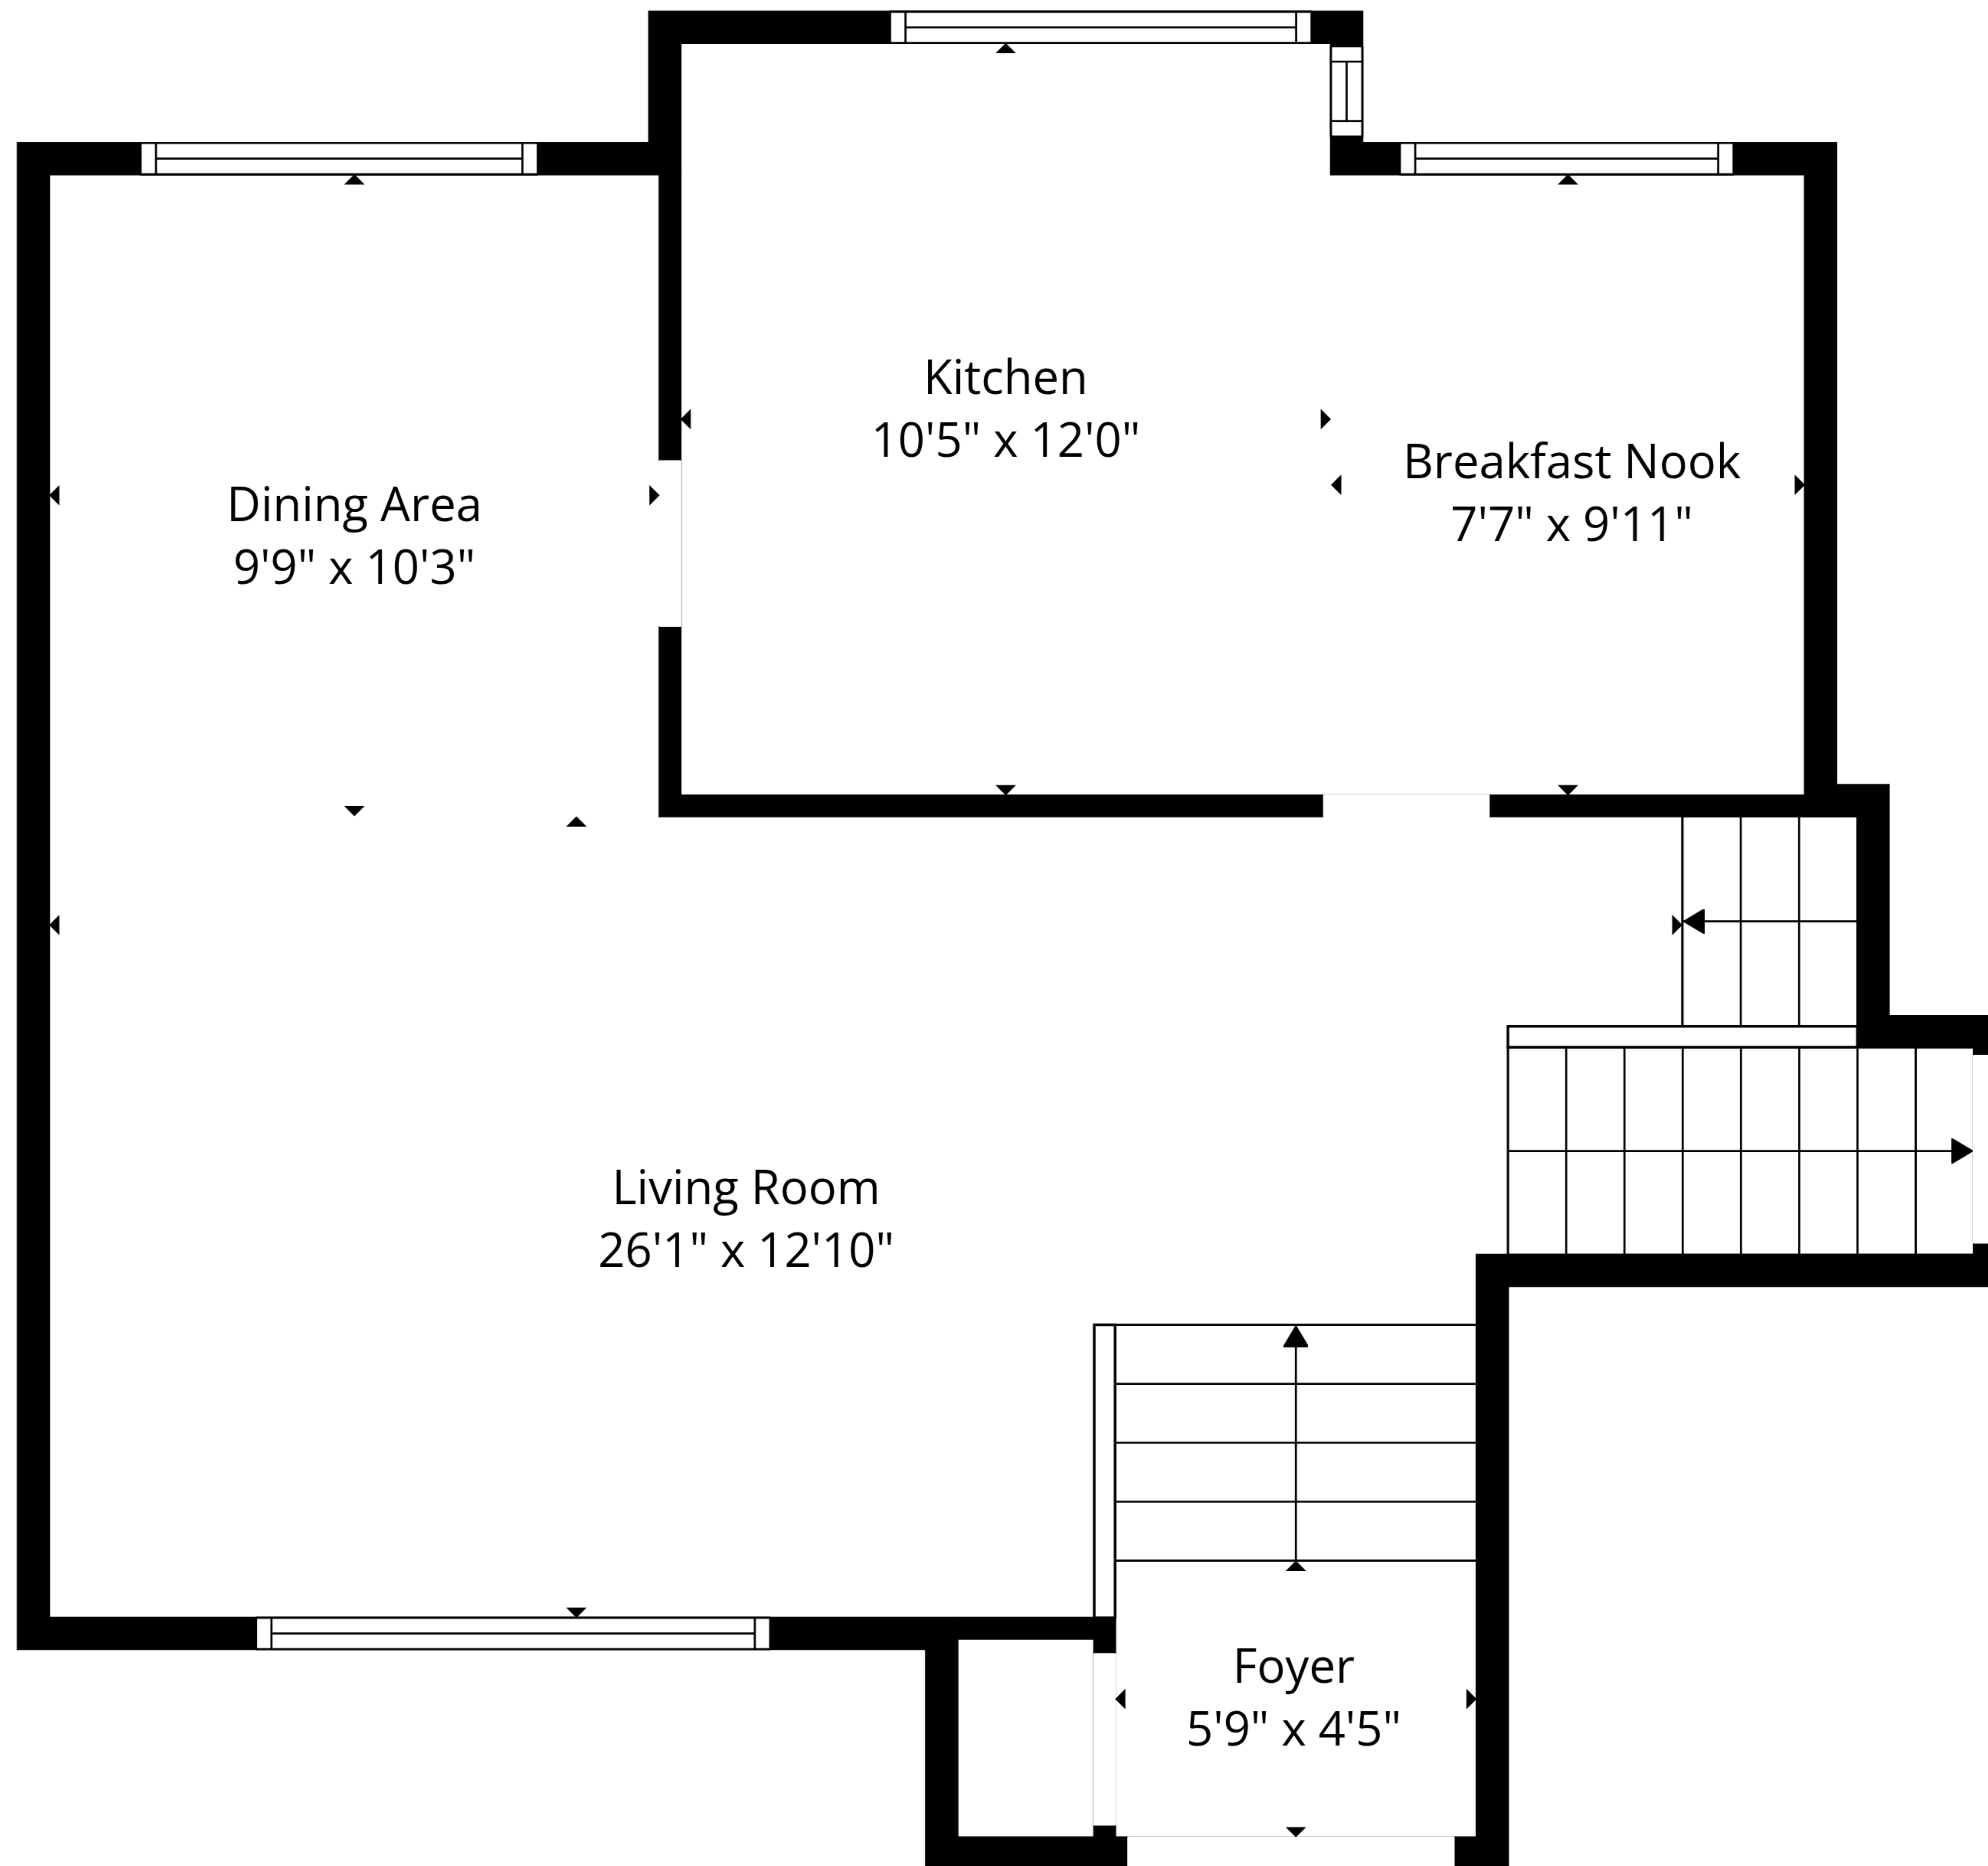 Kitchen
10'5" x 12'0"
Breakfast Nook
7'7" x 9'11"
Dining Area
9'9" x 10'3"
Living Room
26'1" x 12'10"
Foyer
5'9" x 4'5"